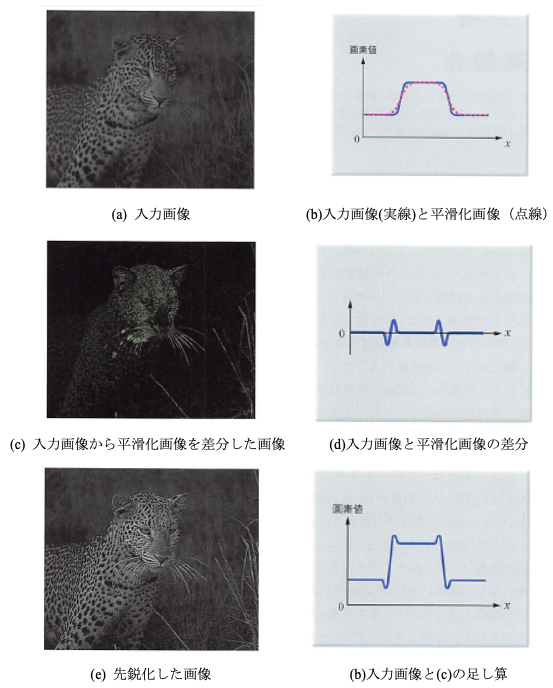 画素値
0
x
(a) 入力画像
(b)入力画像(実線)と平滑化画像（点線）
0
x
(c) 入力画像から平滑化画像を差分した画像
(d)入力画像と平滑化画像の差分
画素値
0
x
(e) 先鋭化した画像
(b)入力画像と(c)の足し算